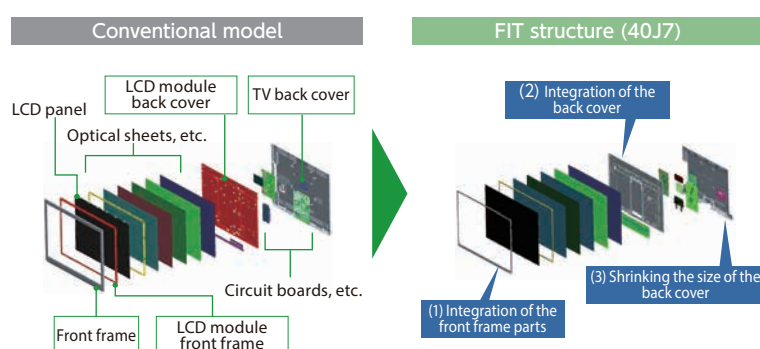 Conventional model
FIT structure (40J7)
LCD module
back cover
TV back cover
(2) Integration of the
back cover
LCD panel
Optical sheets, etc.
Circuit boards, etc.
(3) Shrinking the size of the
back cover
(1) Integration of the
front frame parts
Front frame
LCD module
front frame